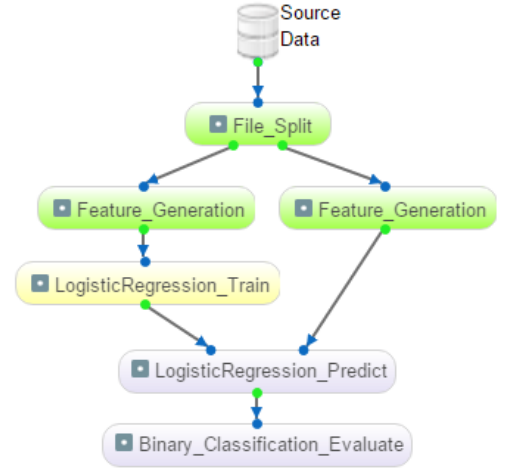 Source
Data
File_Split
Feature_Generation
Feature_Generation
LogisticRegression_Train
LogisticRegression_Predict
Binary_Classification_Evaluate